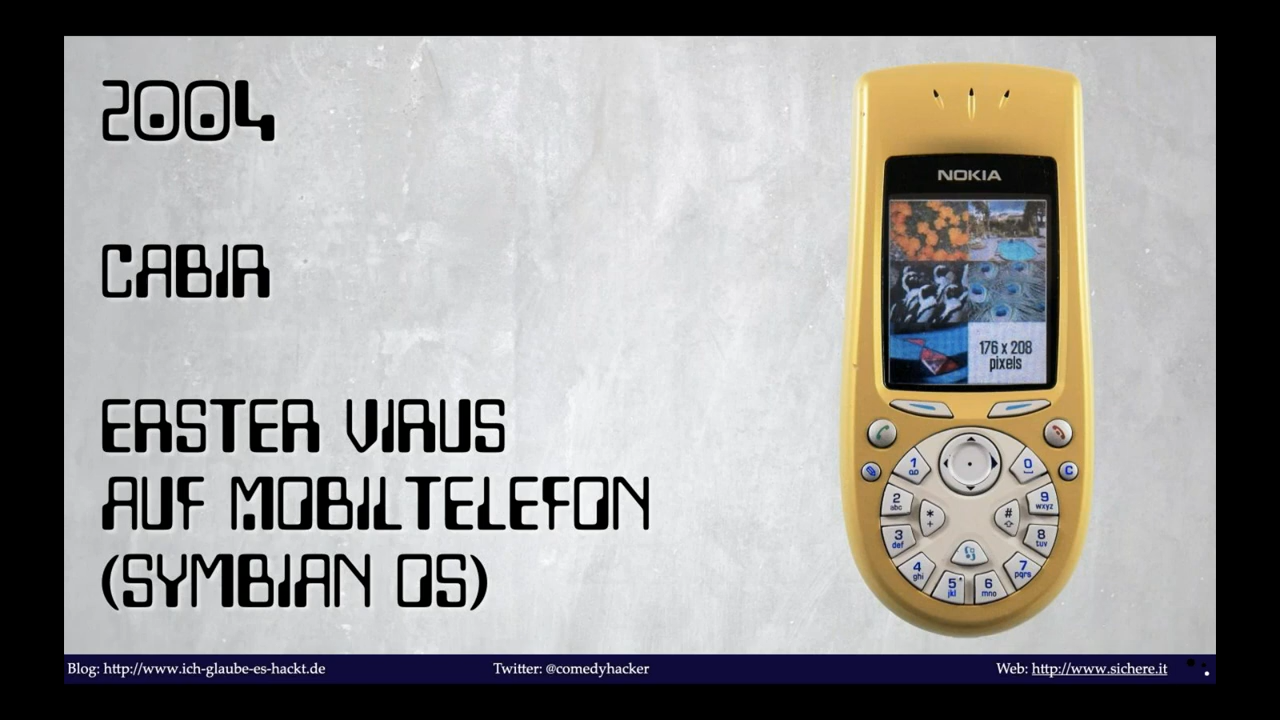 2004
CABIR
ERSTER VIRUS
AUF MOBILTELEFON
(SYMBIAN OS)
NOKIA
176 x 208
pixels
1
0
C
2
abc
*
+
#
9
wxyz
3
def
8
tuv
4
ghi
5
jkl
6
mno
7
pqrs
Blog: http://www.ich-glaube-es-hackt.de
Twitter: @comedyhacker
Web: http://www.sichere.it